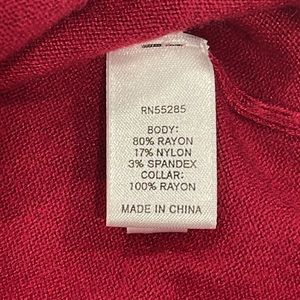 RN55285
BODY:
80% RAYON
17% NYLON
3% SPANDEX
COLLAR:
100% RAYON
MADE IN CHINA